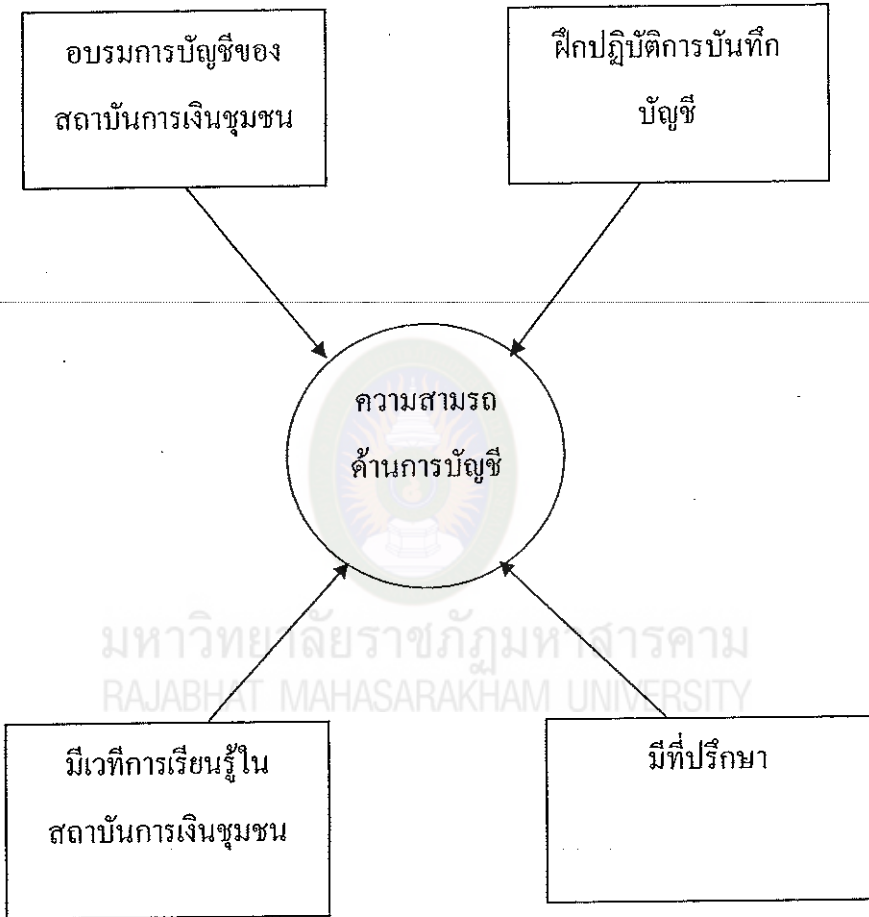 อบรมการบัญชีของ
สถาบันการเงินชุมชน
ฝึกปฏิบัติการบันทึก
บัญชี
ความสามรถ
ด้านการบัญชี
มหาวิทยาลัยราชภัฏมหาสารคาม
RAJABHAT MAHASARAKHAM UNIVERSITY
มีเวทีการเรียนรู้ใน
สถาบันการเงินชุมชน
มีที่ปรึกษา